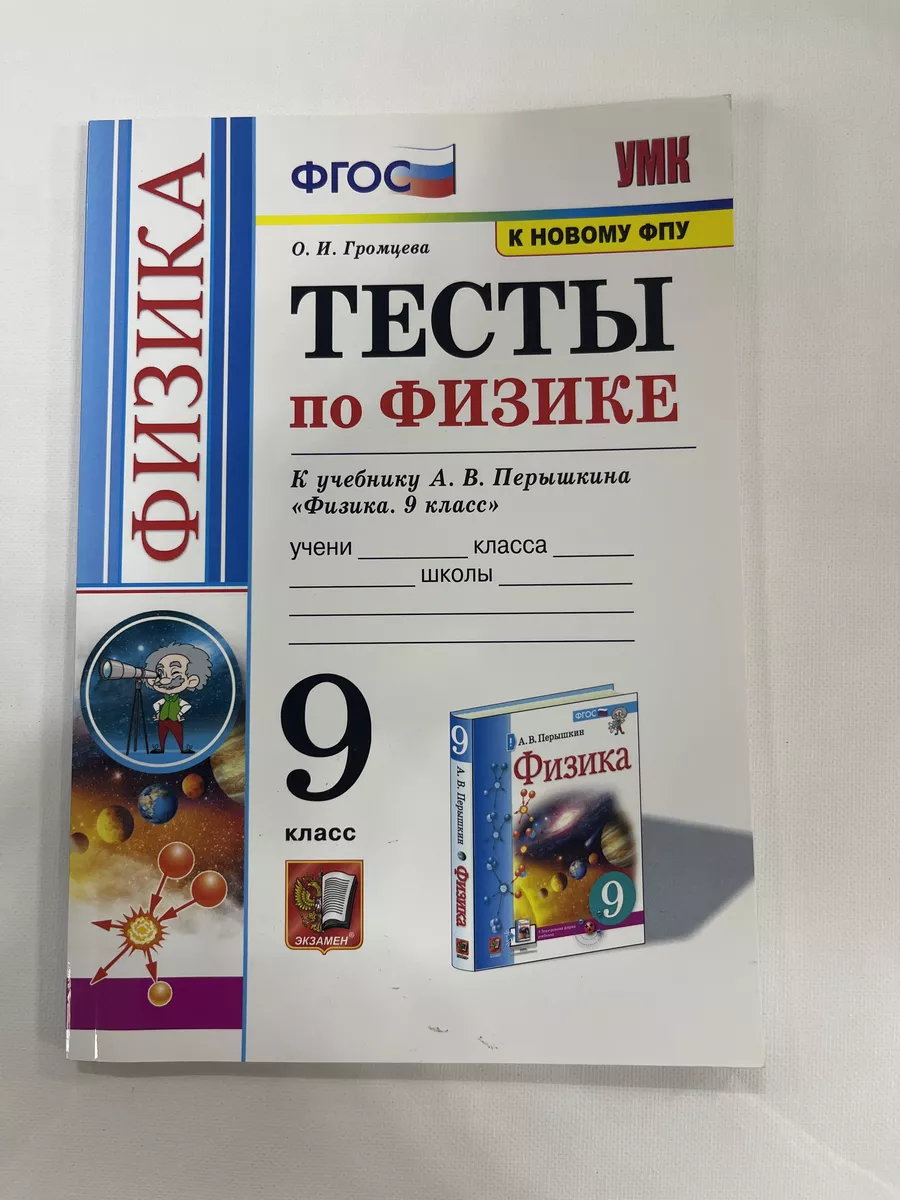 ФИЗИКА
ФГОС
УМК
К НОВОМУ ФПУ
О. И. Громцева
ТЕСТЫ
по ФИЗИКЕ
К учебнику А. В. Перышкина
«Физика. 9 класс»
учени класса
школы
9
класс
ЭКЗАМЕН®
ФГОС
А. В. Перышкин
Физика
9
9
А. В. Перышкин
Физика